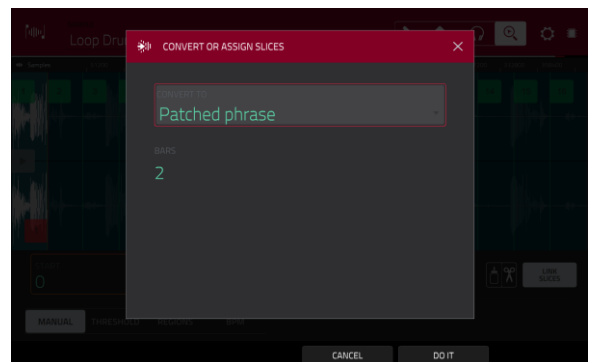 Loop Dru
CONVERT OR ASSIGN SLICES
Sampler
CONVERT TO
Patched phrase
BARS
2
0
LINK
SLICES
MANUAL THRESHOLD REGIONS BPM
CANCEL DO IT